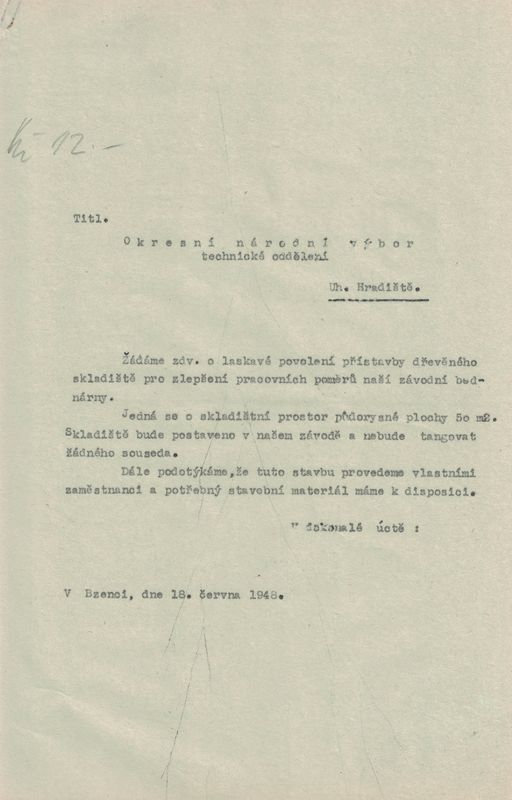 Kč 12.-
Titl.
Okresní národní výbor
technické oddělení
Uh. Hradiště.
Žádáme zdv. o laskavé povolení přístavby dřevěného
skladiště pro zlepšení pracovních poměrů naší závodní bed-
nárny.
Jedná se o skladištní prostor půdorysné plochy 5o m2.
Skladiště bude postaveno v našem závodě a nebude tangovat
žádného souseda.
Dále podotýkáme,že tuto stavbu provedeme vlastními
zaměstnanci a potřebný stavební materiál máme k disposici.
V dokonalé úctě :
V Bzenci, dne 18. června 1948.